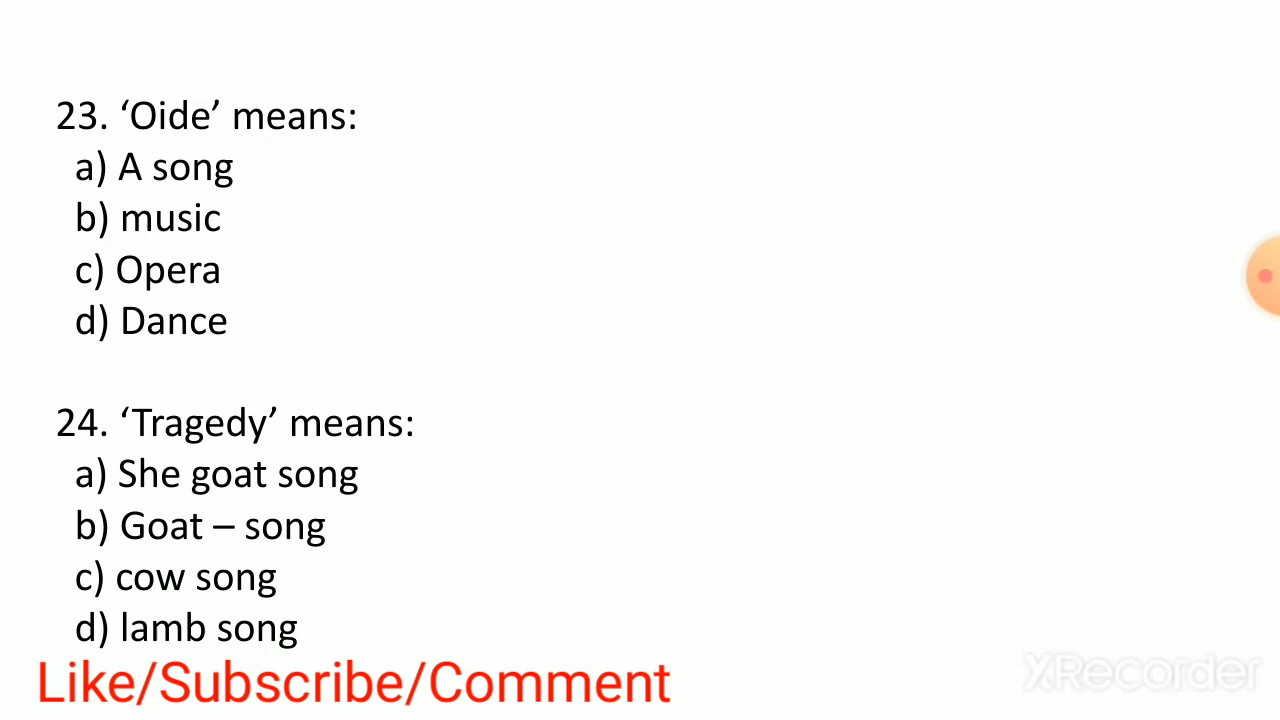 23. ‘Oide’ means:
a) A song
b) music
c) Opera
d) Dance
24. ‘Tragedy’ means:
a) She goat song
b) Goat – song
c) cow song
d) lamb song
Like/Subscribe/Comment
XRecorder